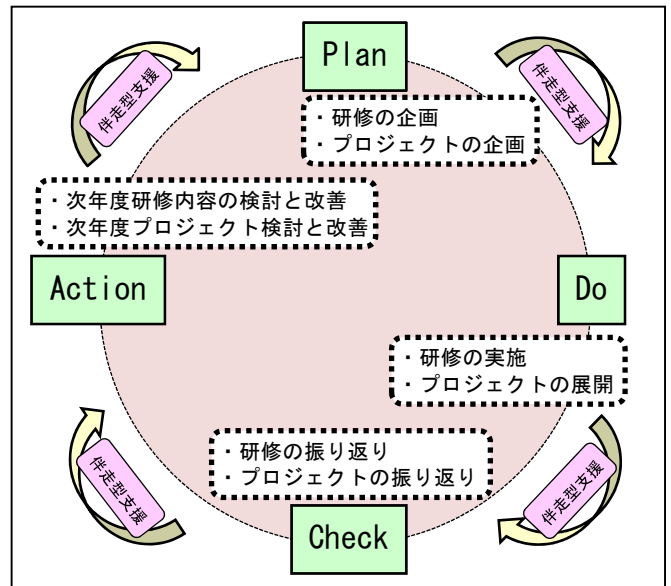 Plan
伴走型支援
伴走型支援
・研修の企画
・プロジェクトの企画
・次年度研修内容の検討と改善
・次年度プロジェクト検討と改善
Action
Do
・研修の実施
・プロジェクトの展開
・研修の振り返り
・プロジェクトの振り返り
伴走型支援
伴走型支援
Check